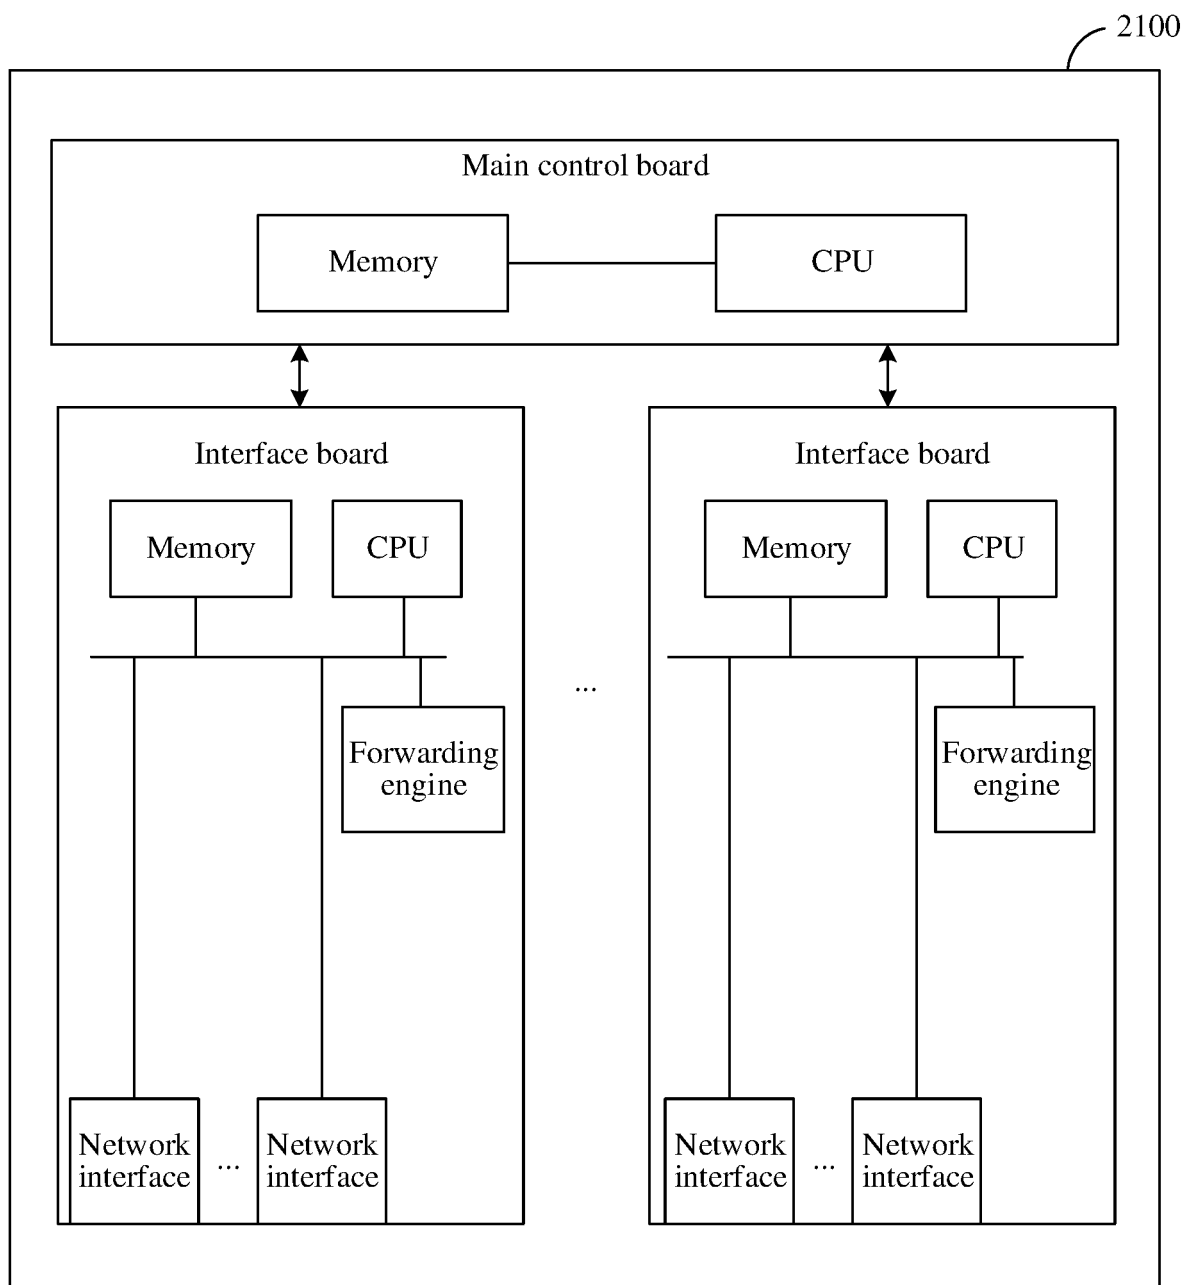 2100
Main control board
Memory
CPU
Interface board
Memory
CPU
Forwarding
engine
Network
interface
...
Network
interface
...
Interface board
Memory
CPU
Forwarding
engine
Network
interface
...
Network
interface